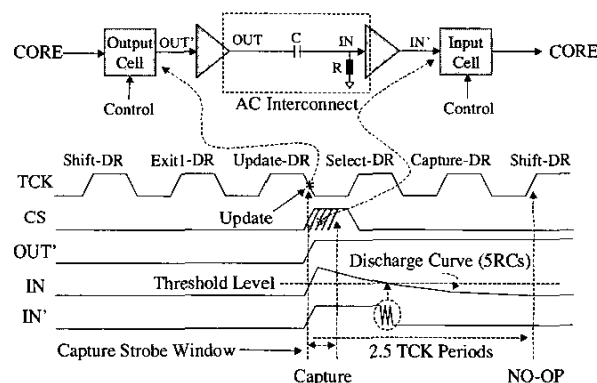 CORE
Output
Cell
OUT'
OUT
C
IN
R
IN'
Input
Cell
CORE
Control
AC Interconnect
Control
Shift-DR
Exit1-DR
Update-DR
Select-DR
Capture-DR
Shift-DR
TCK
Update
CS
OUT'
Discharge Curve (5RCs)
IN
Threshold Level
IN'
Capture Strobe Window
2.5 TCK Periods
Capture
NO-OP